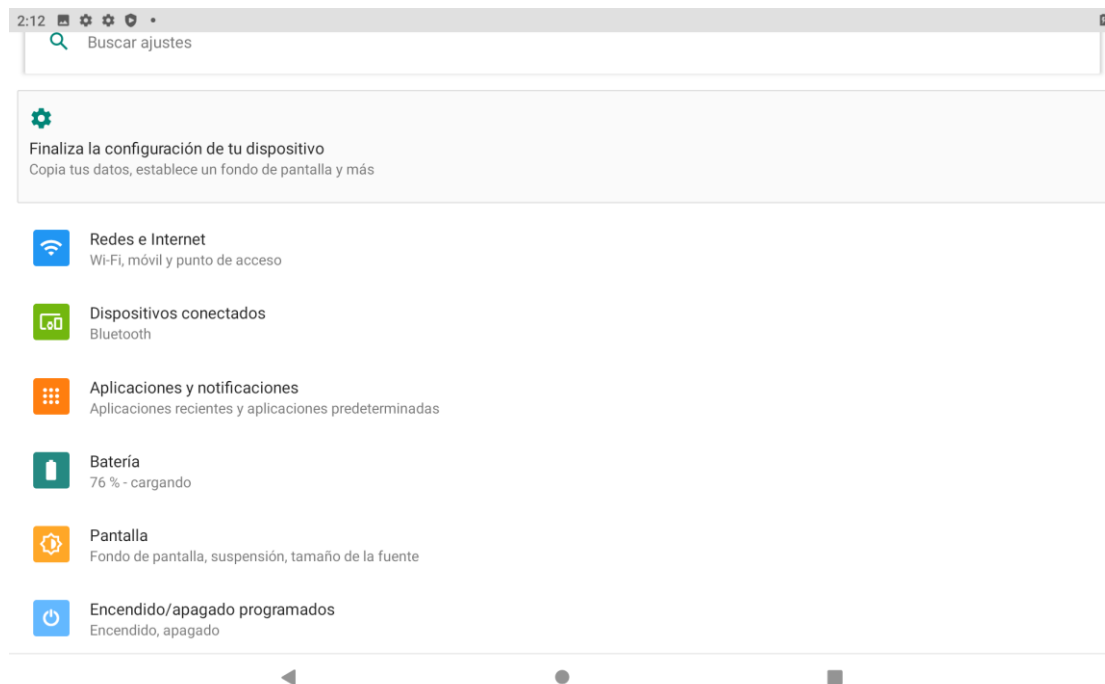 2:12
Buscar ajustes
Finaliza la configuración de tu dispositivo
Copia tus datos, establece un fondo de pantalla y más
Redes e Internet
Wi-Fi, móvil y punto de acceso
Dispositivos conectados
Bluetooth
Aplicaciones y notificaciones
Aplicaciones recientes y aplicaciones predeterminadas
Batería
76 % - cargando
Pantalla
Fondo de pantalla, suspensión, tamaño de la fuente
Encendido/apagado programados
Encendido, apagado